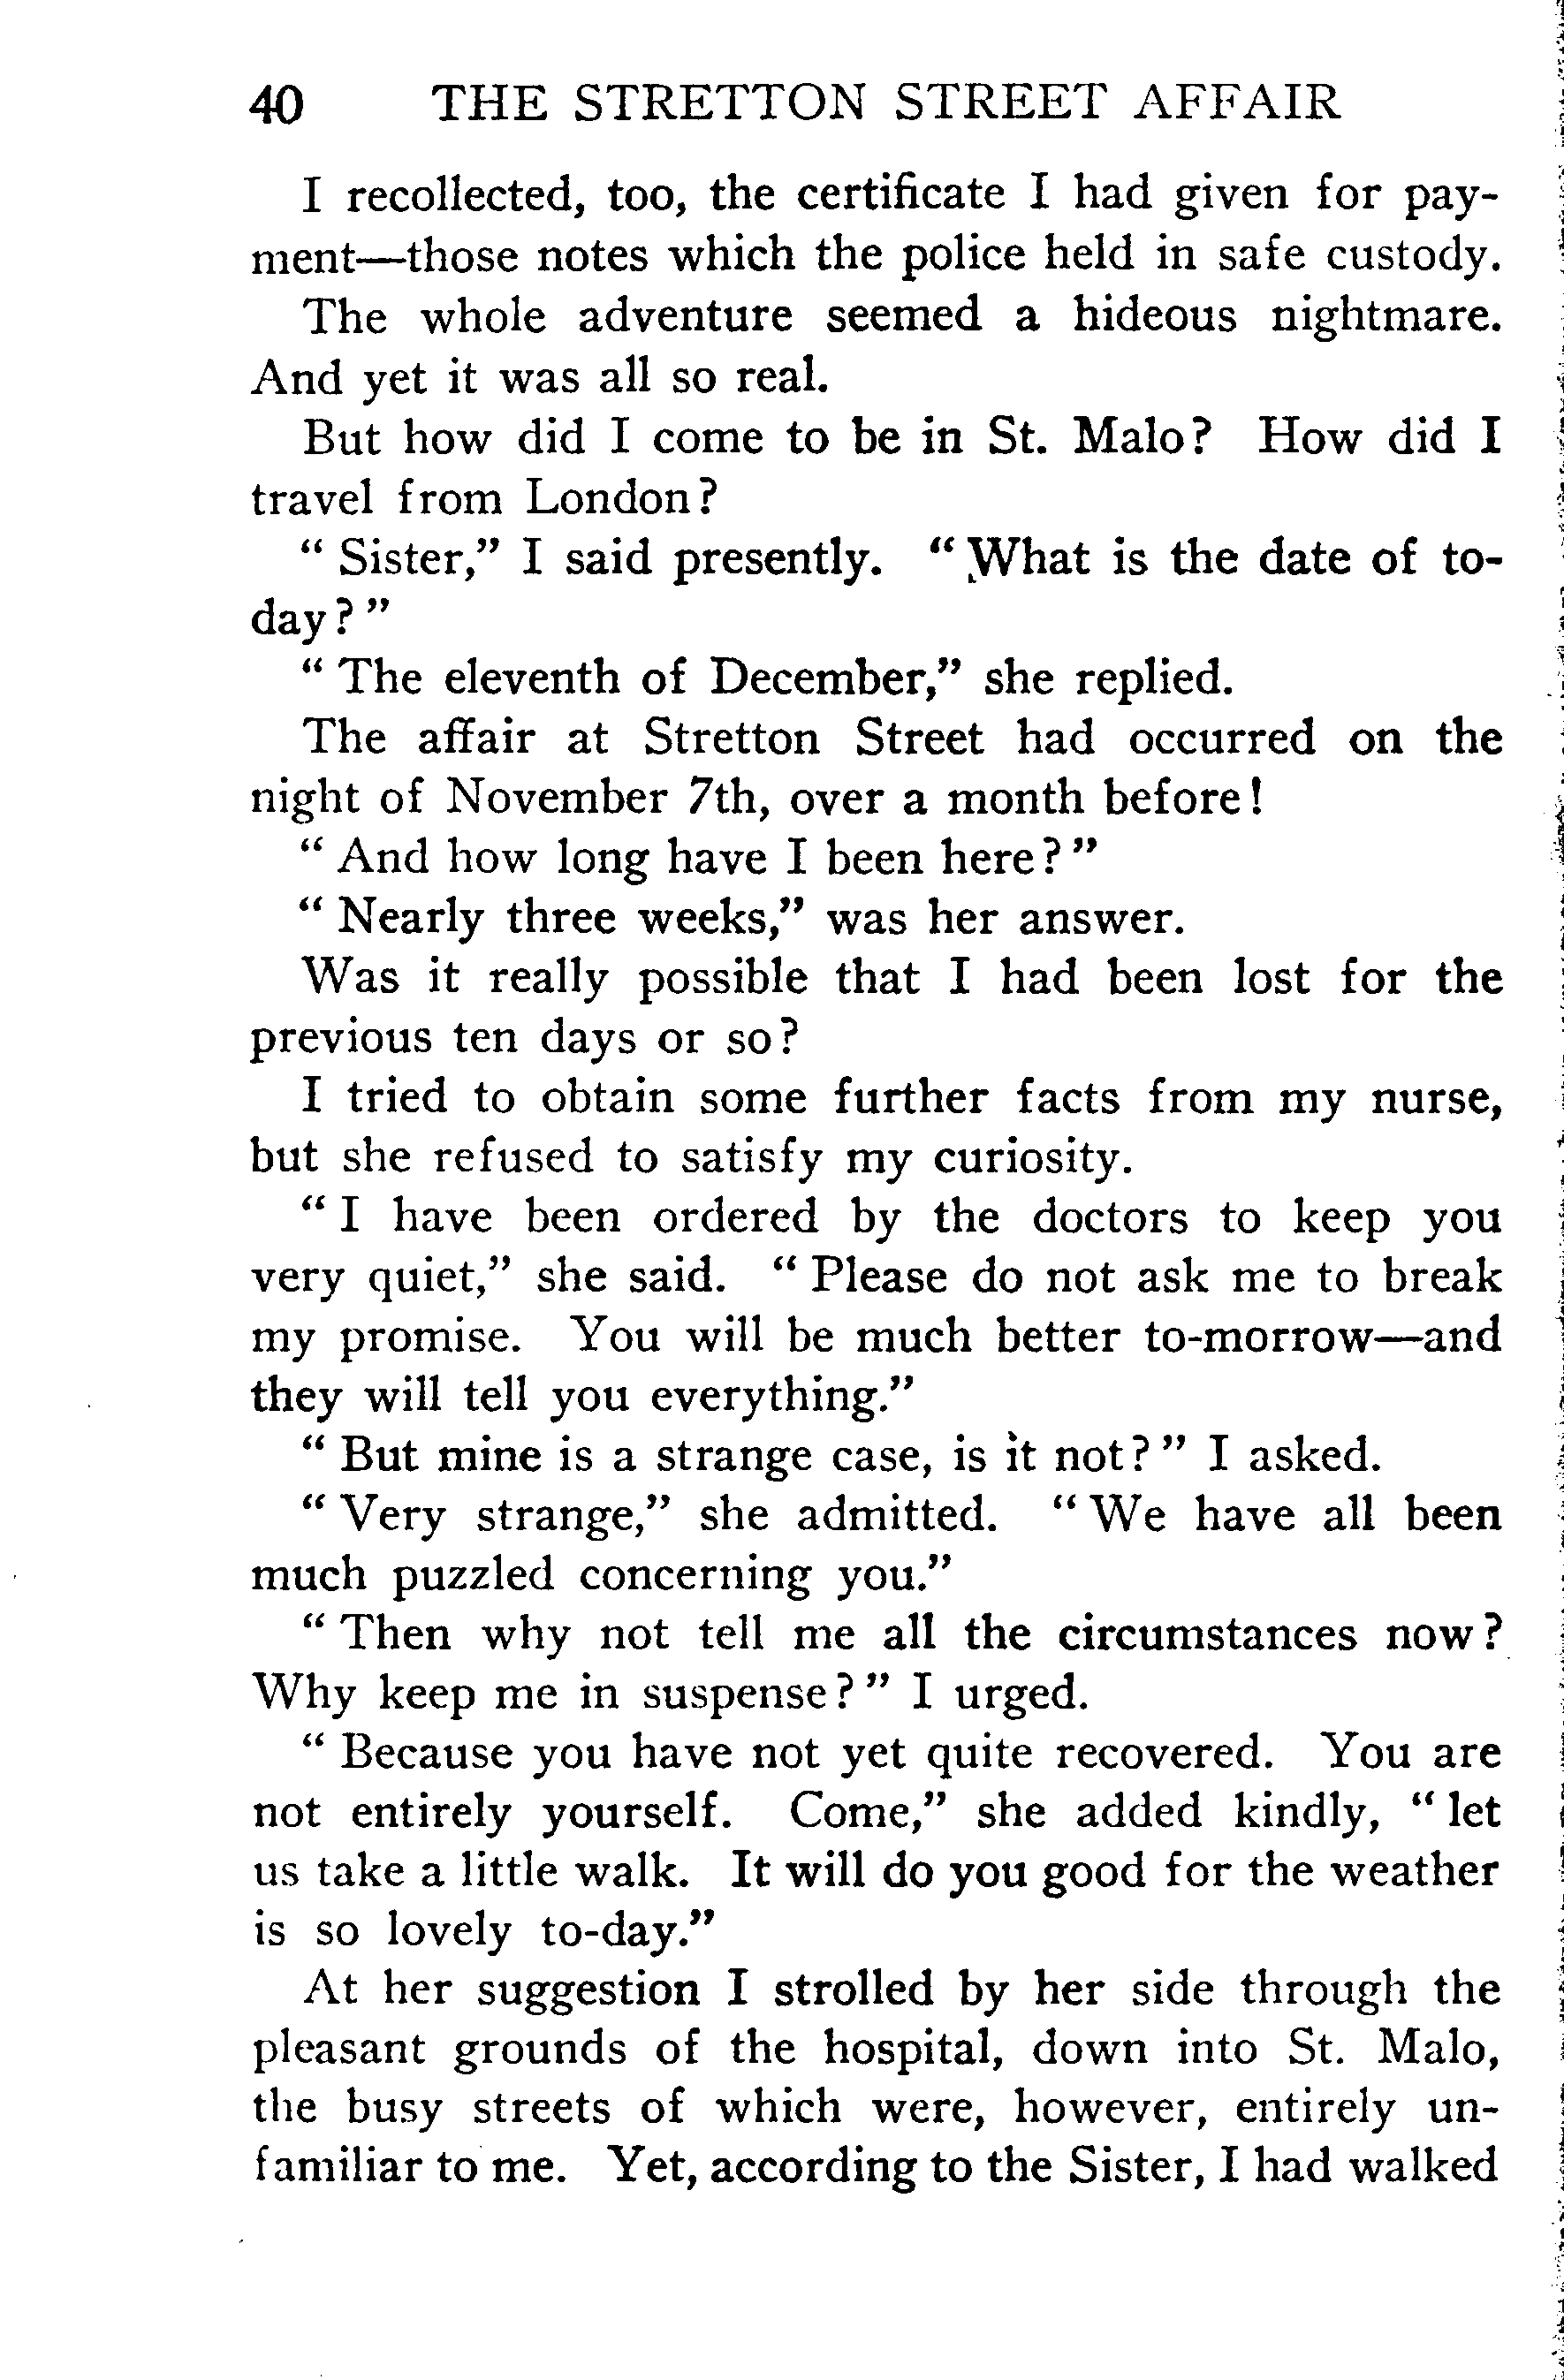 40 THE STRETTON STREET AFFAIR
I recollected, too, the certificate I had given for pay-
ment—those notes which the police held in safe custody.
The whole adventure seemed a hideous nightmare.
And yet it was all so real.
But how did I come to be in St. Malo? How did I
travel from London?
“ Sister,” I said presently. “ What is the date of to-
day? ”
“ The eleventh of December,” she replied.
The affair at Stretton Street had occurred on the
night of November 7th, over a month before!
“ And how long have I been here? ”
“ Nearly three weeks,” was her answer.
Was it really possible that I had been lost for the
previous ten days or so?
I tried to obtain some further facts from my nurse,
but she refused to satisfy my curiosity.
“ I have been ordered by the doctors to keep you
very quiet,” she said. “ Please do not ask me to break
my promise. You will be much better to-morrow—and
they will tell you everything.”
“ But mine is a strange case, is it not? ” I asked.
“ Very strange,” she admitted. “ We have all been
much puzzled concerning you.”
“ Then why not tell me all the circumstances now?
Why keep me in suspense? ” I urged.
“ Because you have not yet quite recovered. You are
not entirely yourself. Come,” she added kindly, “ let
us take a little walk. It will do you good for the weather
is so lovely to-day.”
At her suggestion I strolled by her side through the
pleasant grounds of the hospital, down into St. Malo,
the busy streets of which were, however, entirely un-
familiar to me. Yet, according to the Sister, I had walked